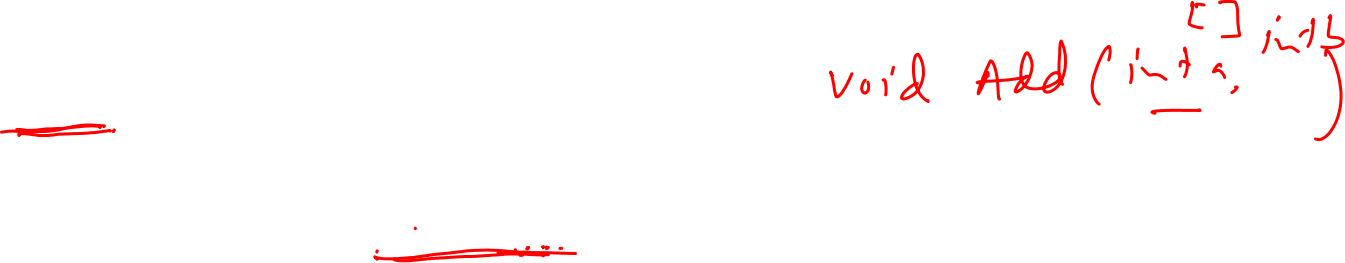 void Add (int a[], int b)